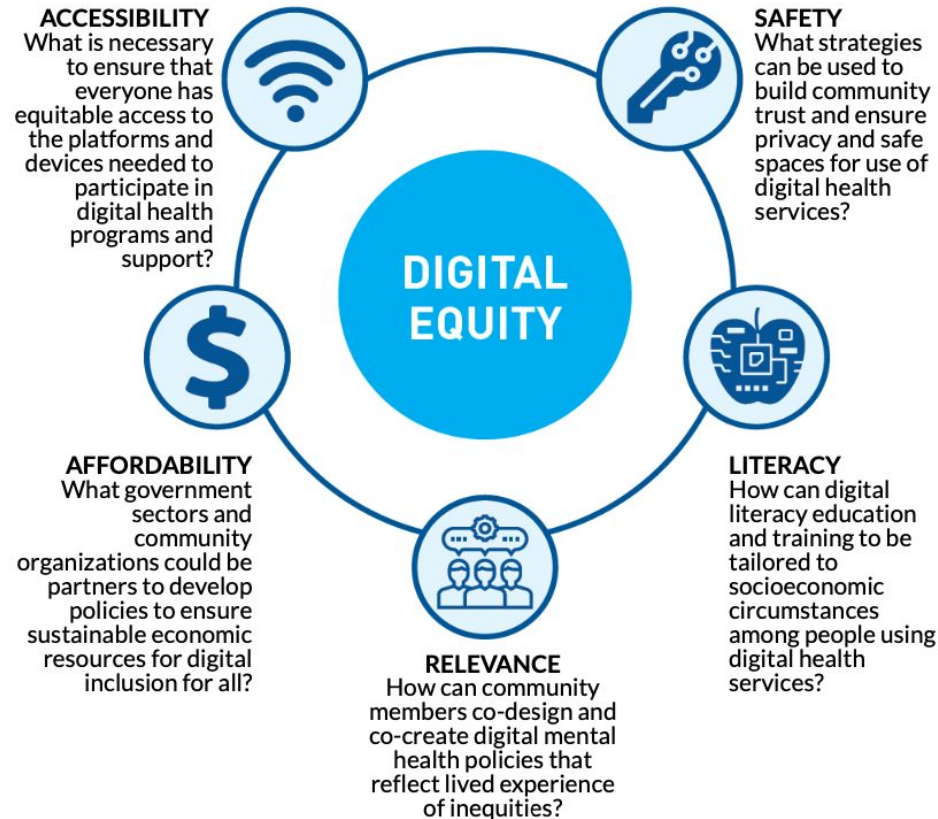 ACCESSIBILITY
What is necessary
to ensure that
everyone has
equitable access to
the platforms and
devices needed to
participate in
digital health
programs and
support?
SAFETY
What strategies
can be used to
build community
trust and ensure
privacy and safe
spaces for use of
digital health
services?
DIGITAL
EQUITY
AFFORDABILITY
What government
sectors and
community
organizations could be
partners to develop
policies to ensure
sustainable economic
resources for digital
inclusion for all?
$
LITERACY
How can digital
literacy education
and training to be
tailored to
socioeconomic
circumstances
among people using
digital health
services?
RELEVANCE
How can community
members co-design and
co-create digital mental
health policies that
reflect lived experience
of inequities?